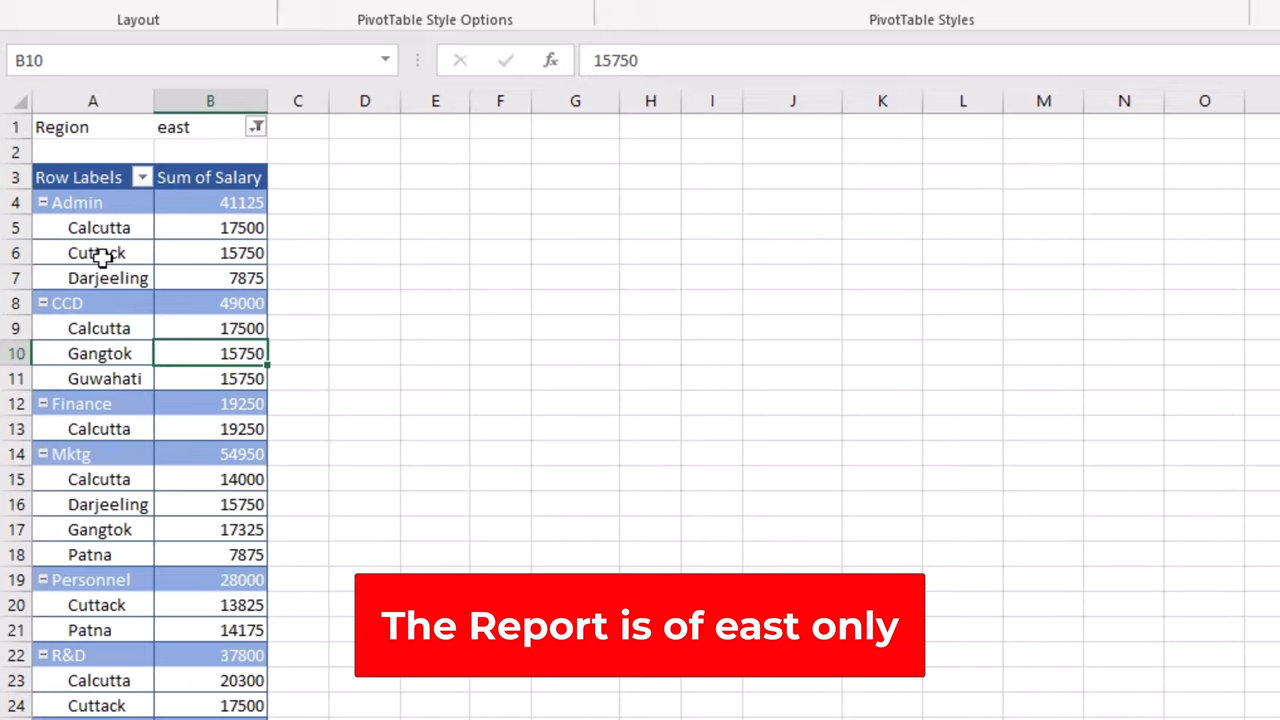 Layout PivotTable Style Options PivotTable Styles
B10 fx 15750
A B C D E F G H I J K L M N O
1 Region east
2
3 Row Labels Sum of Salary
4 Admin 41125
5 Calcutta 17500
6 Cuttack 15750
7 Darjeeling 7875
8 CCD 49000
9 Calcutta 17500
10 Gangtok 15750
11 Guwahati 15750
12 Finance 19250
13 Calcutta 19250
14 Mktg 54950
15 Calcutta 14000
16 Darjeeling 15750
17 Gangtok 17325
18 Patna 7875
19 Personnel 28000
20 Cuttack 13825
21 Patna 14175
22 R&D 37800
23 Calcutta 20300
24 Cuttack 17500
The Report is of east only